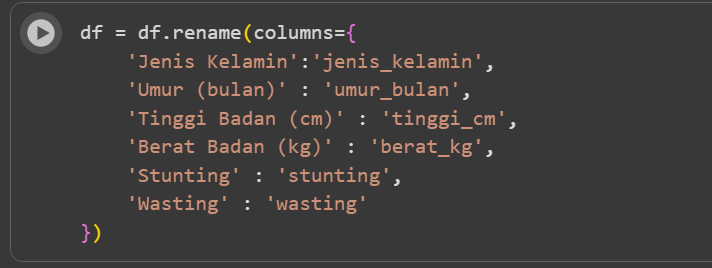 df = df.rename(columns={
    'Jenis Kelamin':'jenis_kelamin',
    'Umur (bulan)' : 'umur_bulan',
    'Tinggi Badan (cm)' : 'tinggi_cm',
    'Berat Badan (kg)' : 'berat_kg',
    'Stunting' : 'stunting',
    'Wasting' : 'wasting'
})